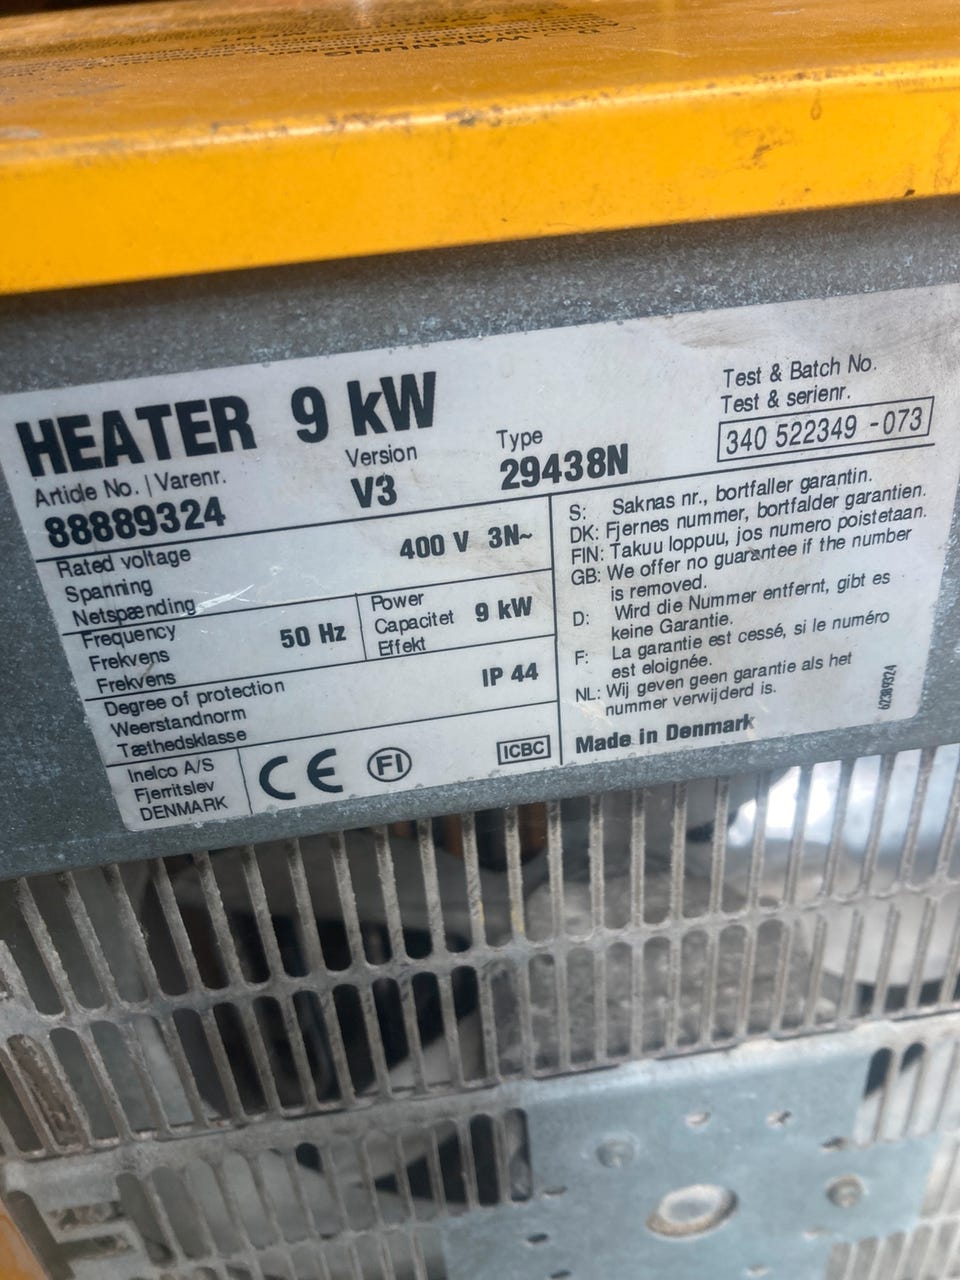 WARNUNG
HEATER 9 kW
Article No. | Varenr.
88889324
Version
V3
Type
29438N
Test & Batch No.
Test & serienr.
340 522349 -073
Rated voltage
Spanning
Netspænding
400 V 3N~
Frequency
Frekvens
Frekvens
50 Hz
Power
Capacitet
Effekt
9 kW
Degree of protection
Weerstandnorm
Tæthedsklasse
IP 44
Inelco A/S
Fjerritslev
DENMARK
CE
FI
ICBC
S: Saknas nr., bortfaller garantin.
DK: Fjernes nummer, bortfalder garantien.
FIN: Takuu loppuu, jos numero poistetaan.
GB: We offer no guarantee if the number
is removed.
D: Wird die Nummer entfernt, gibt es
keine Garantie.
F: La garantie est cessé, si le numéro
est eloignée.
NL: Wij geven geen garantie als het
nummer verwijderd is.
Made in Denmark
62389324